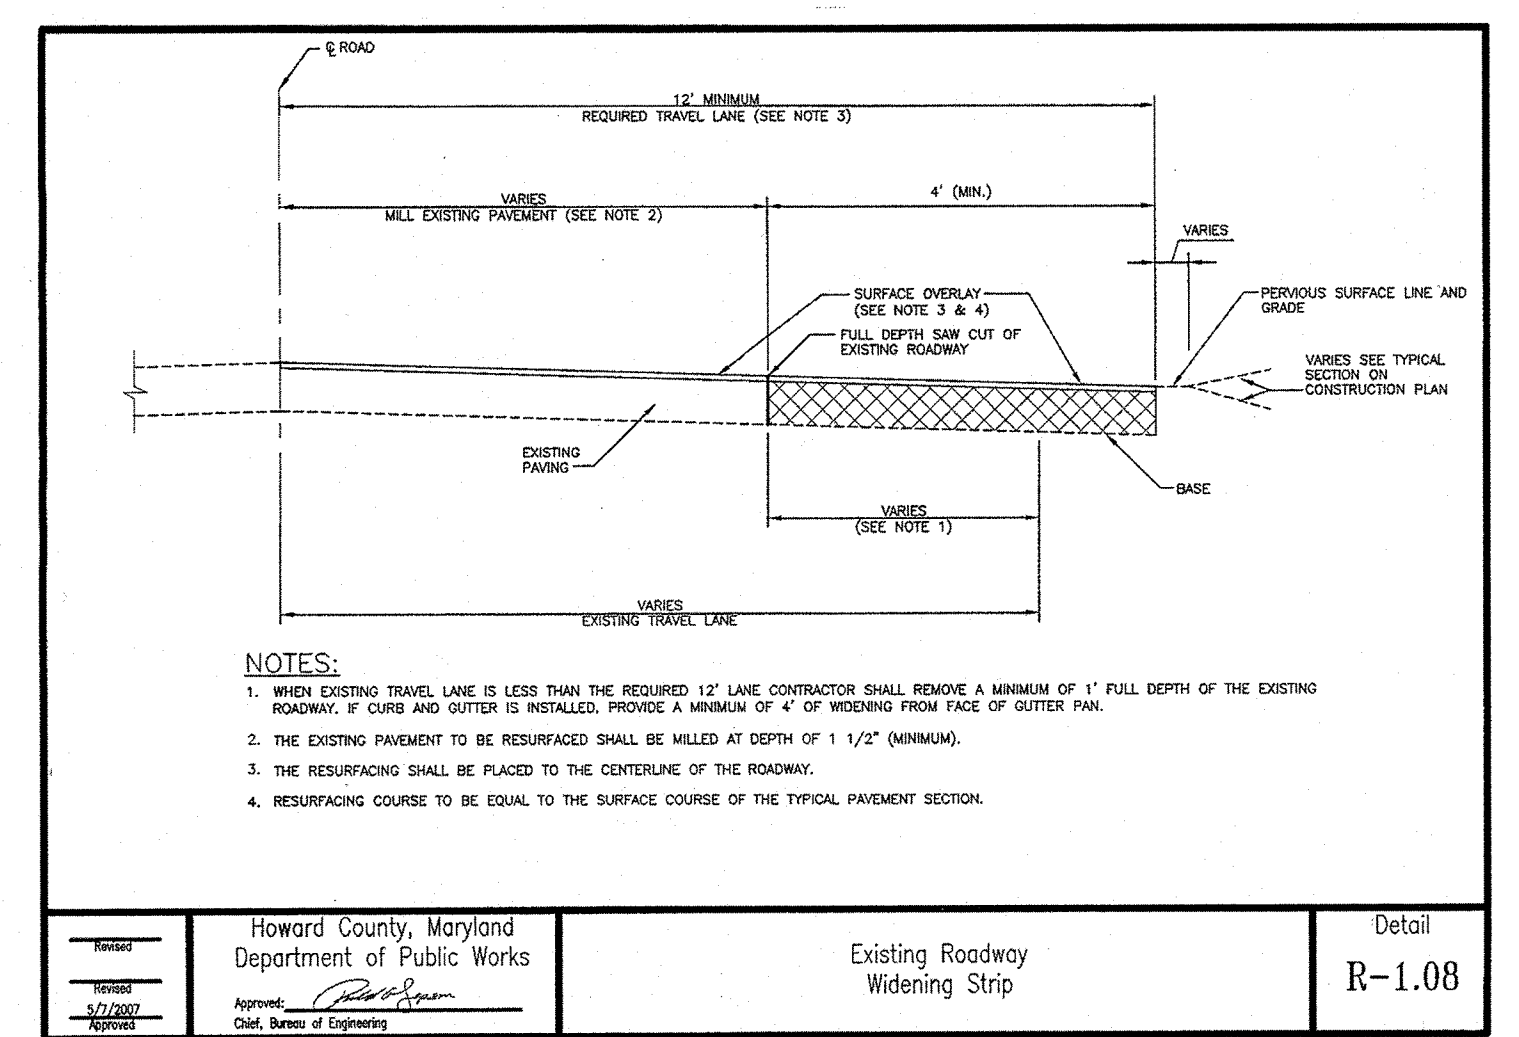 ℄ ROAD
12' MINIMUM
REQUIRED TRAVEL LANE (SEE NOTE 3)
VARIES
MILL EXISTING PAVEMENT (SEE NOTE 2)
4' (MIN.)
VARIES
SURFACE OVERLAY
(SEE NOTE 3 & 4)
PERVIOUS SURFACE LINE AND
GRADE
FULL DEPTH SAW CUT OF
EXISTING ROADWAY
VARIES SEE TYPICAL
SECTION ON
CONSTRUCTION PLAN
EXISTING
PAVING
BASE
VARIES
(SEE NOTE 1)
VARIES
EXISTING TRAVEL LANE
NOTES:
1. WHEN EXISTING TRAVEL LANE IS LESS THAN THE REQUIRED 12' LANE CONTRACTOR SHALL REMOVE A MINIMUM OF 1' FULL DEPTH OF THE EXISTING
ROADWAY. IF CURB AND GUTTER IS INSTALLED, PROVIDE A MINIMUM OF 4' OF WIDENING FROM FACE OF GUTTER PAN.
2. THE EXISTING PAVEMENT TO BE RESURFACED SHALL BE MILLED AT DEPTH OF 1 1/2" (MINIMUM).
3. THE RESURFACING SHALL BE PLACED TO THE CENTERLINE OF THE ROADWAY.
4. RESURFACING COURSE TO BE EQUAL TO THE SURFACE COURSE OF THE TYPICAL PAVEMENT SECTION.
Revised
Revised
5/7/2007
Approved
Howard County, Maryland
Department of Public Works
Approved:
Chief, Bureau of Engineering
Existing Roadway
Widening Strip
Detail
R-1.08